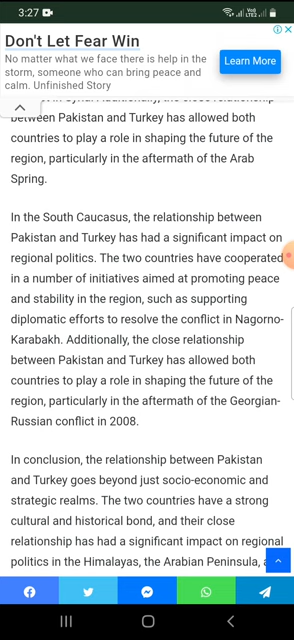 3:27
Don't Let Fear Win
No matter what we face there is help in the
storm, someone who can bring peace and
calm. Unfinished Story
Learn More
between Pakistan and Turkey has allowed both
countries to play a role in shaping the future of the
region, particularly in the aftermath of the Arab
Spring.
In the South Caucasus, the relationship between
Pakistan and Turkey has had a significant impact on
regional politics. The two countries have cooperated
in a number of initiatives aimed at promoting peace
and stability in the region, such as supporting
diplomatic efforts to resolve the conflict in Nagorno-
Karabakh. Additionally, the close relationship
between Pakistan and Turkey has allowed both
countries to play a role in shaping the future of the
region, particularly in the aftermath of the Georgian-
Russian conflict in 2008.
In conclusion, the relationship between Pakistan
and Turkey goes beyond just socio-economic and
strategic realms. The two countries have a strong
cultural and historical bond, and their close
relationship has had a significant impact on regional
politics in the Himalayas, the Arabian Peninsula,